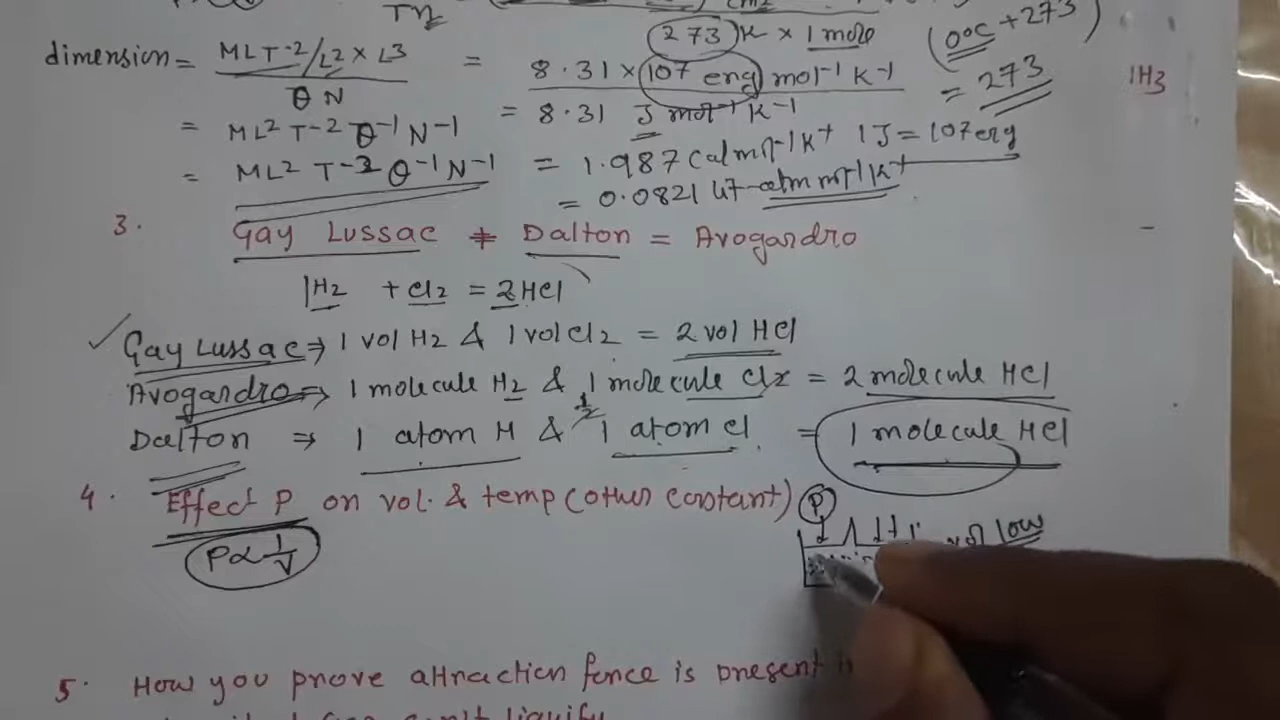 Tη
dimension = MLT-2/L2 × L3 = 273 K × 1 mole (0°C + 273)
θ N 8.31 × 107 erg mol-1 K-1 = 273 1H3
= ML2 T-2 θ-1 N-1 = 8.31 J mol-1 K-1
= ML2 T-2 θ-1 N-1 = 1.987 Cal mol-1 K-1 1J = 107 erg
= 0.0821 lit-atm mol-1 K-1
3. Gay Lussac + Dalton = Avogardro
1H2 + Cl2 = 2HCl
Gay Lussac ⇒ 1 vol H2 & 1 vol Cl2 = 2 vol HCl
Avogardro ⇒ 1 molecule H2 & 1 molecule Cl2 = 2 molecule HCl
Dalton ⇒ 1 atom H & 1/2 1 atom Cl = 1 molecule HCl
4. Effect P on vol. & temp (other constant) P
P∝ 1/V low
5. How you prove attraction force is present